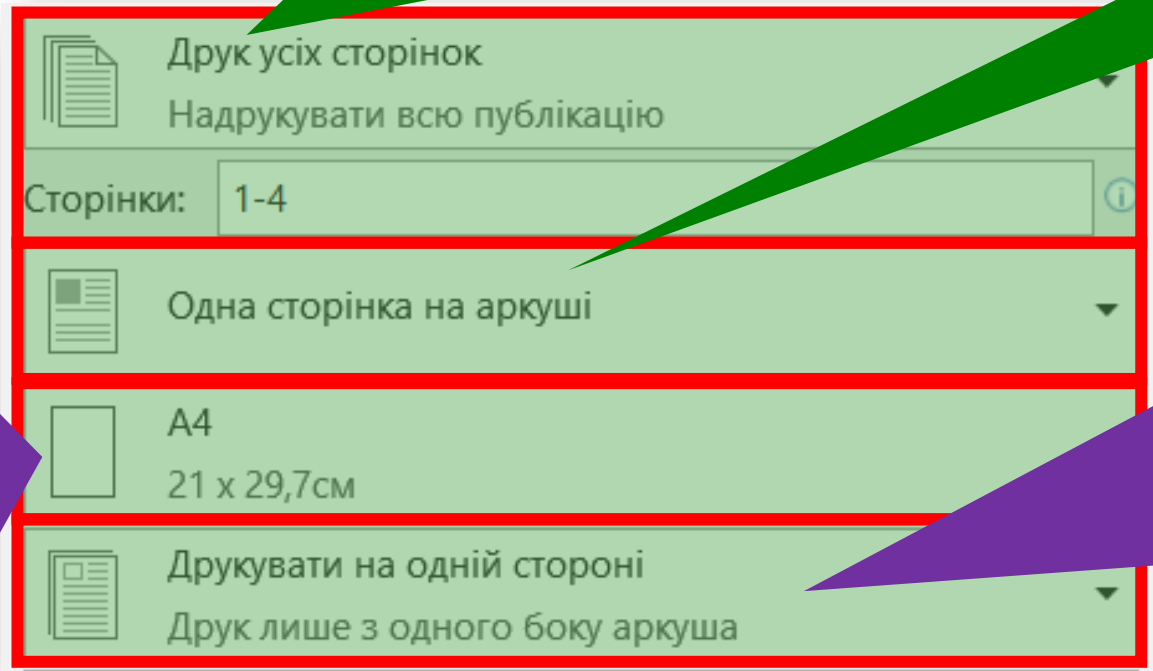 Друк усіх сторінок
Надрукувати всю публікацію
Сторінки: 1-4
Одна сторінка на аркуші
A4
21 x 29,7см
Друкувати на одній стороні
Друк лише з одного боку аркуша